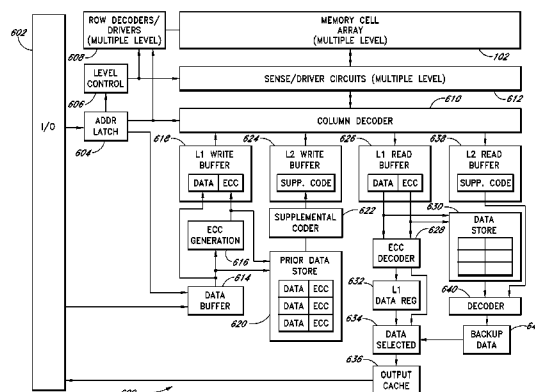 602
ROW DECODERS/
DRIVERS
(MULTIPLE LEVEL)
608
MEMORY CELL
ARRAY
(MULTIPLE LEVEL)
102
LEVEL
CONTROL
606
SENSE/DRIVER CIRCUITS (MULTIPLE LEVEL)
612
610
COLUMN DECODER
I/O
ADDR
LATCH
604
618
L1 WRITE
BUFFER
DATA ECC
624
L2 WRITE
BUFFER
SUPP. CODE
626
L1 READ
BUFFER
DATA ECC
638
L2 READ
BUFFER
SUPP. CODE
SUPPLEMENTAL
CODER
622
630
DATA
STORE
ECC
GENERATION
616
ECC
DECODER
628
PRIOR DATA
STORE
DATA ECC
DATA ECC
DATA ECC
620
614
DATA
BUFFER
632
L1
DATA REG
640
DECODER
634
DATA
SELECTED
BACKUP
DATA
636
OUTPUT
CACHE